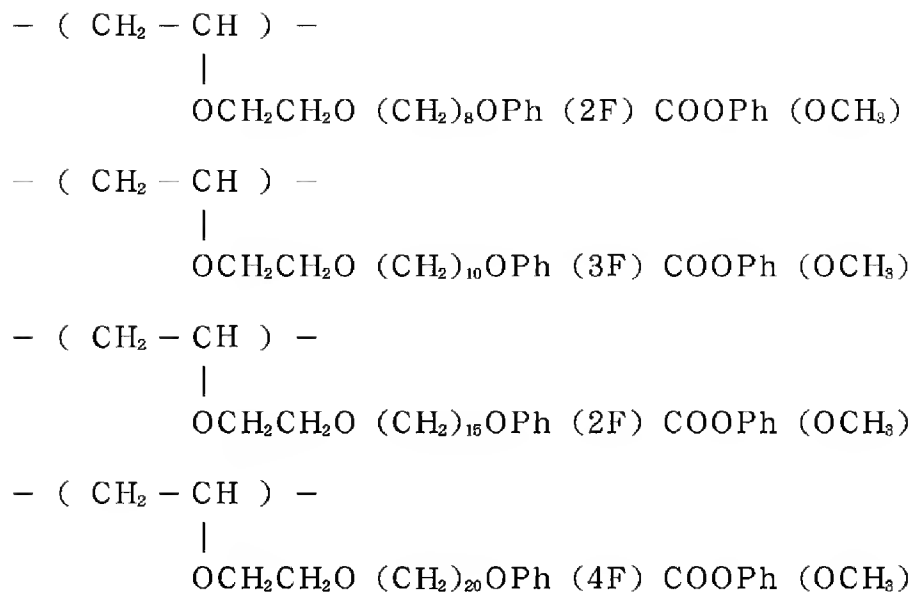 − ( CH₂ − CH ) −
|
OCH₂CH₂O (CH₂)₈OPh (2F) COOPh (OCH₃)
− ( CH₂ − CH ) −
|
OCH₂CH₂O (CH₂)₁₀OPh (3F) COOPh (OCH₃)
− ( CH₂ − CH ) −
|
OCH₂CH₂O (CH₂)₁₅OPh (2F) COOPh (OCH₃)
− ( CH₂ − CH ) −
|
OCH₂CH₂O (CH₂)₂₀OPh (4F) COOPh (OCH₃)